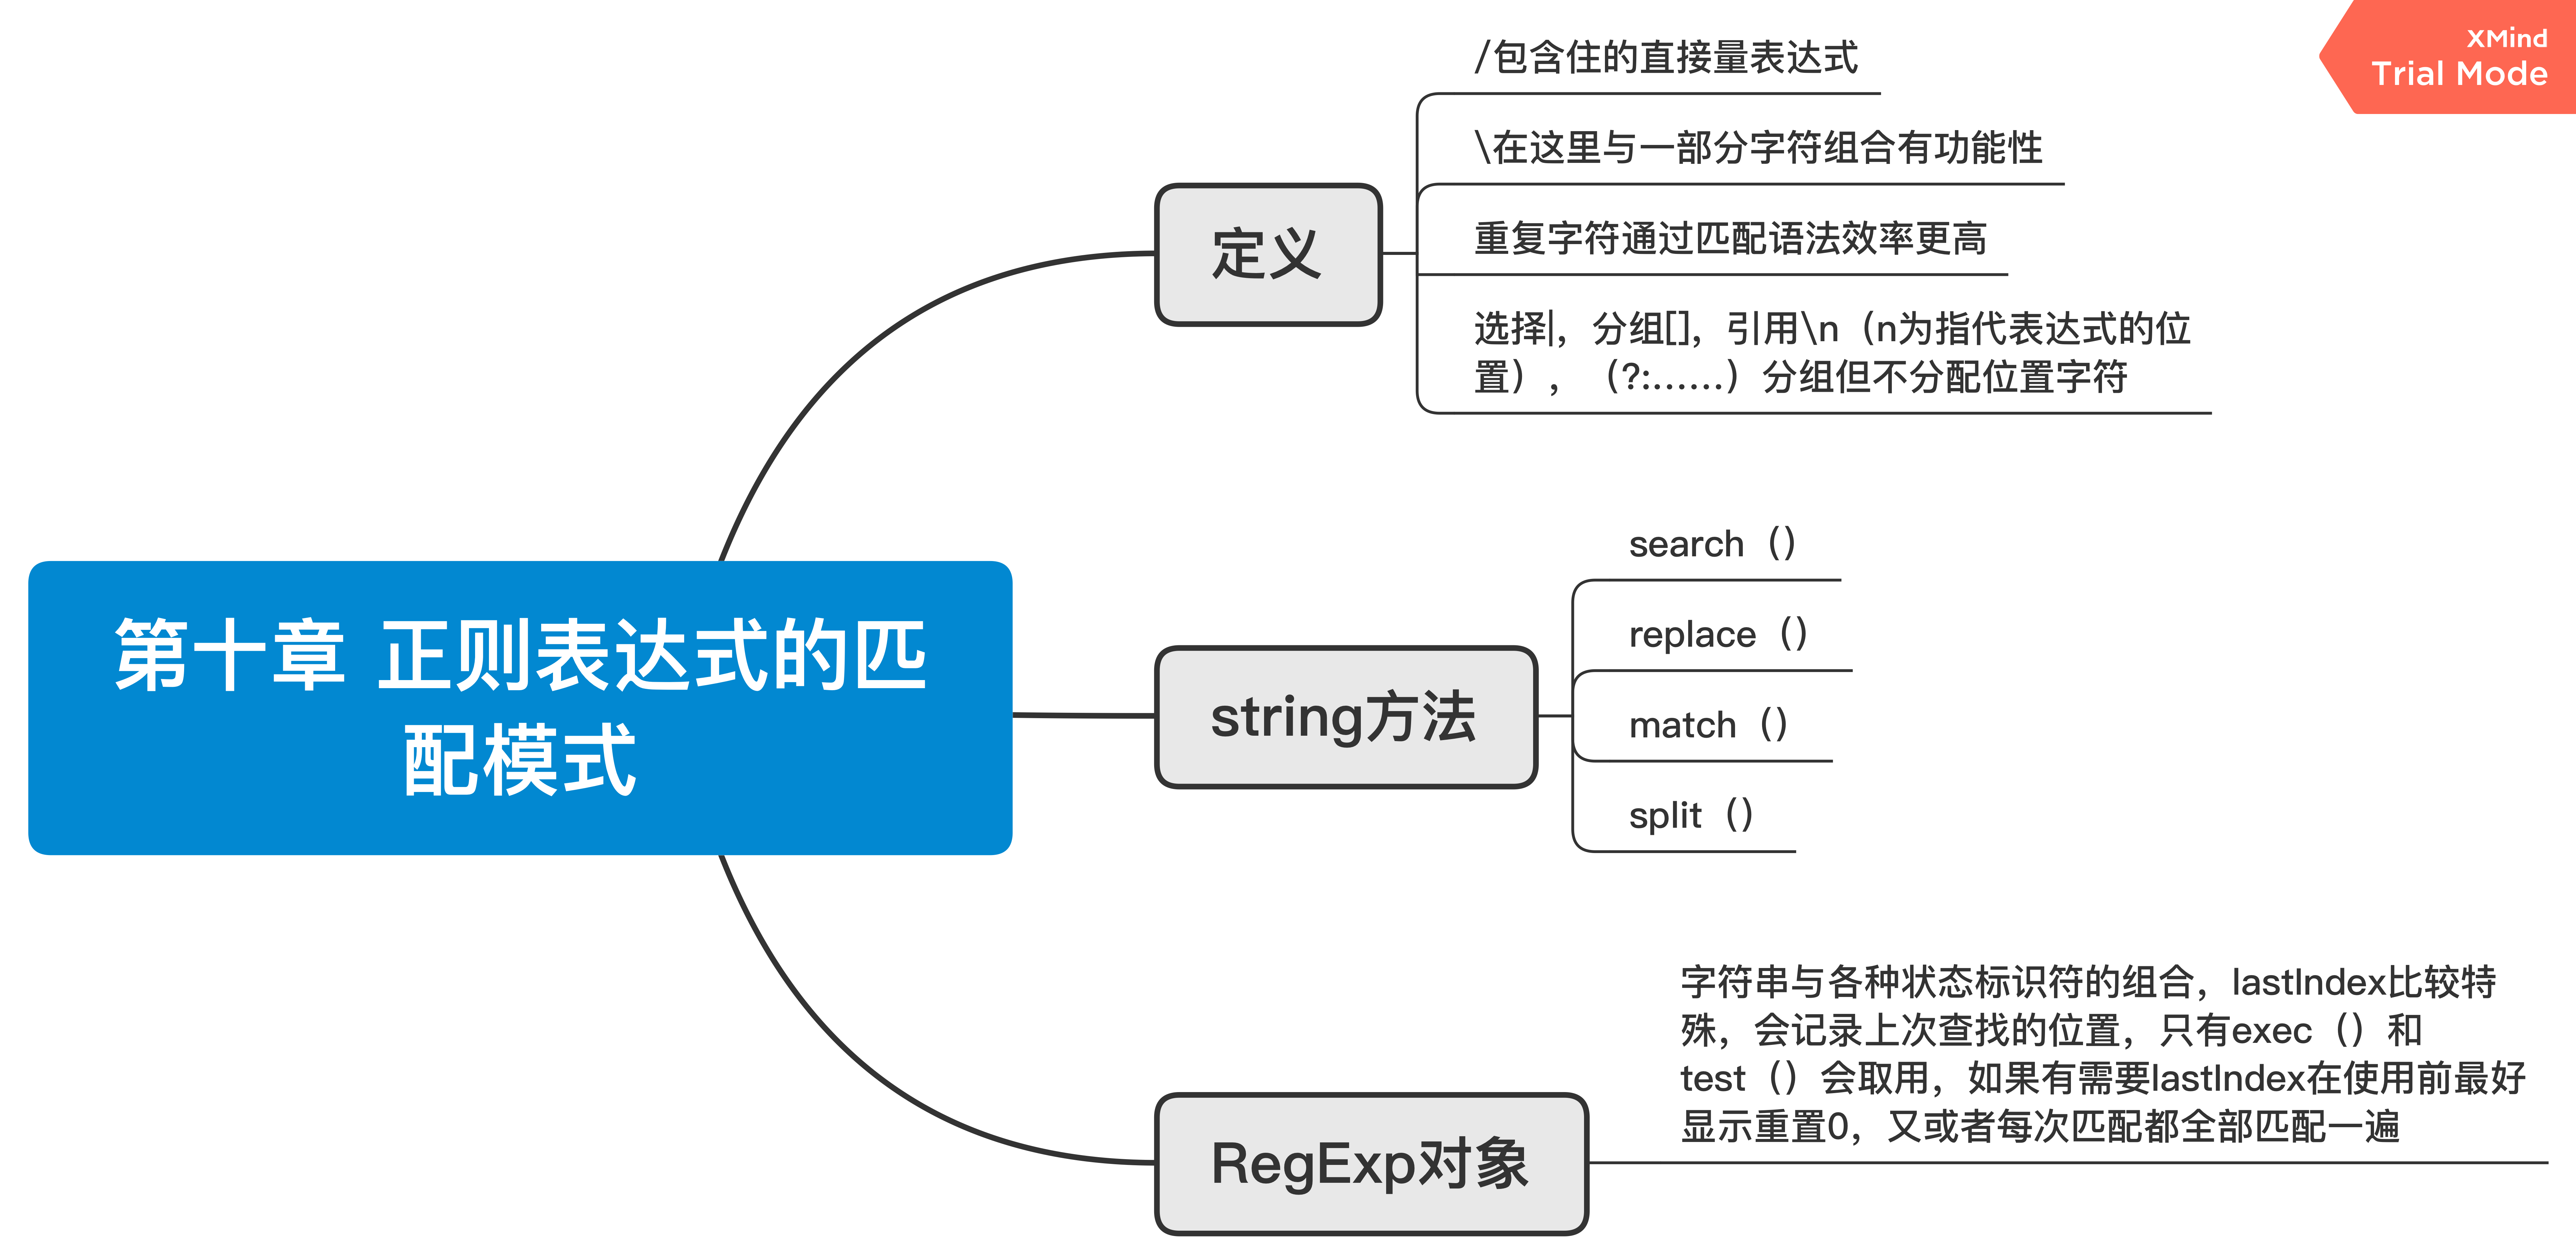 XMind
Trial Mode
/包含住的直接量表达式
\在这里与一部分字符组合有功能性
重复字符通过匹配语法效率更高
定义
选择|，分组[]，引用\n（n为指代表达式的位
置），（?:……）分组但不分配位置字符
第十章 正则表达式的匹
配模式
string方法
search（）
replace（）
match（）
split（）
RegExp对象
字符串与各种状态标识符的组合，lastIndex比较特
殊，会记录上次查找的位置，只有exec（）和
test（）会取用，如果有需要lastIndex在使用前最好
显示重置0，又或者每次匹配都全部匹配一遍